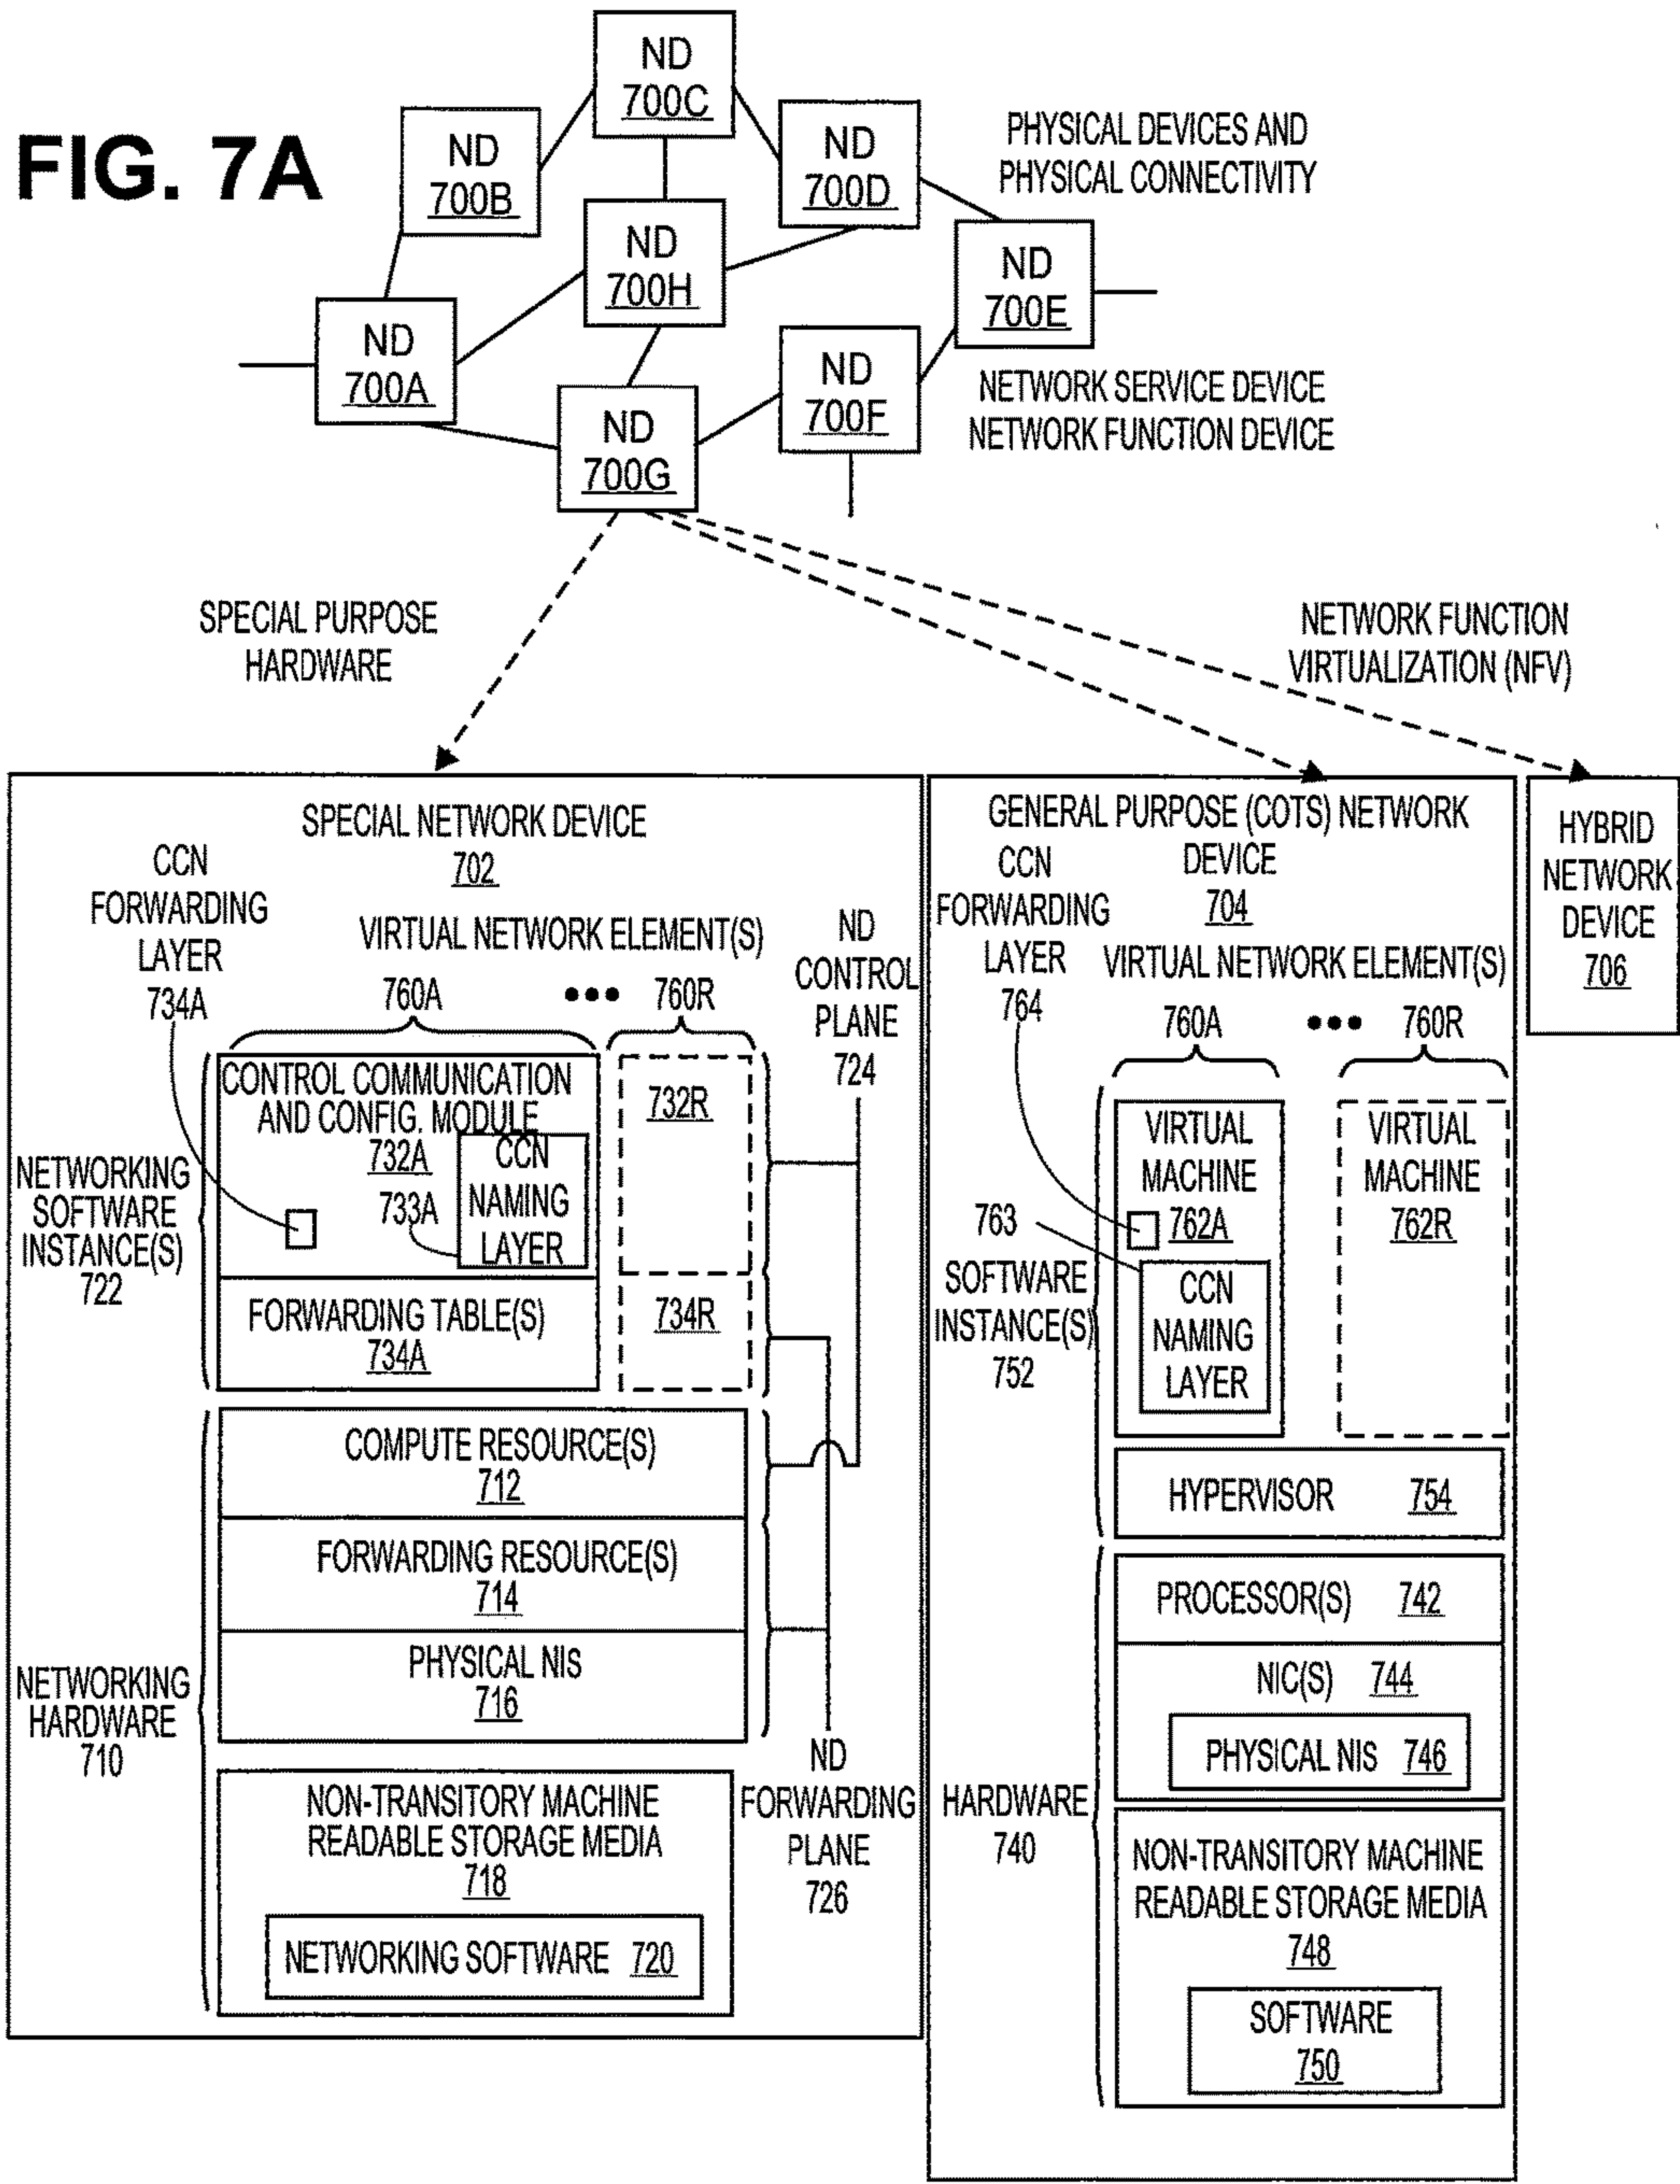 FIG. 7A
ND
700C
ND
700B
ND
700D
PHYSICAL DEVICES AND
PHYSICAL CONNECTIVITY
ND
700H
ND
700E
ND
700A
ND
700F
NETWORK SERVICE DEVICE
NETWORK FUNCTION DEVICE
ND
700G
SPECIAL PURPOSE
HARDWARE
NETWORK FUNCTION
VIRTUALIZATION (NFV)
SPECIAL NETWORK DEVICE
702
CCN
FORWARDING
LAYER
734A
VIRTUAL NETWORK ELEMENT(S)
760A
●●●
760R
ND
CONTROL
PLANE
724
NETWORKING
SOFTWARE
INSTANCE(S)
722
CONTROL COMMUNICATION
AND CONFIG. MODULE
732A
733A
CCN
NAMING
LAYER
732R
FORWARDING TABLE(S)
734A
734R
COMPUTE RESOURCE(S)
712
FORWARDING RESOURCE(S)
714
PHYSICAL NIS
716
NETWORKING
HARDWARE
710
ND
FORWARDING
PLANE
726
NON-TRANSITORY MACHINE
READABLE STORAGE MEDIA
718
NETWORKING SOFTWARE 720
GENERAL PURPOSE (COTS) NETWORK
DEVICE
704
CCN
FORWARDING
LAYER
764
VIRTUAL NETWORK ELEMENT(S)
760A
●●●
760R
VIRTUAL
MACHINE
762A
763
CCN
NAMING
LAYER
VIRTUAL
MACHINE
762R
SOFTWARE
INSTANCE(S)
752
HYPERVISOR 754
PROCESSOR(S) 742
NIC(S) 744
PHYSICAL NIS 746
HARDWARE
740
NON-TRANSITORY MACHINE
READABLE STORAGE MEDIA
748
SOFTWARE
750
HYBRID
NETWORK
DEVICE
706